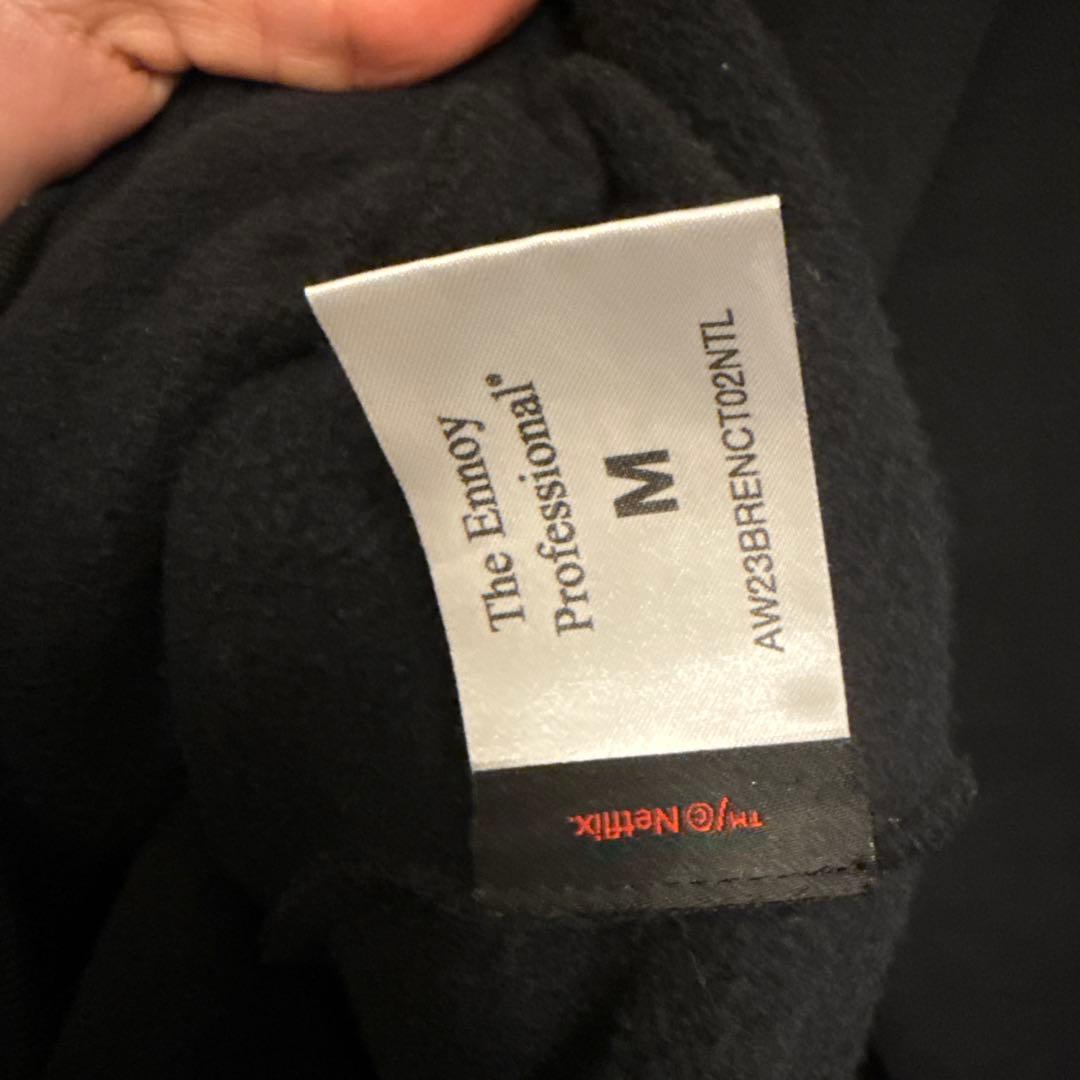 The Ennoy
Professional®
M
AW23BRENCT02NTL
™/© Netflix.